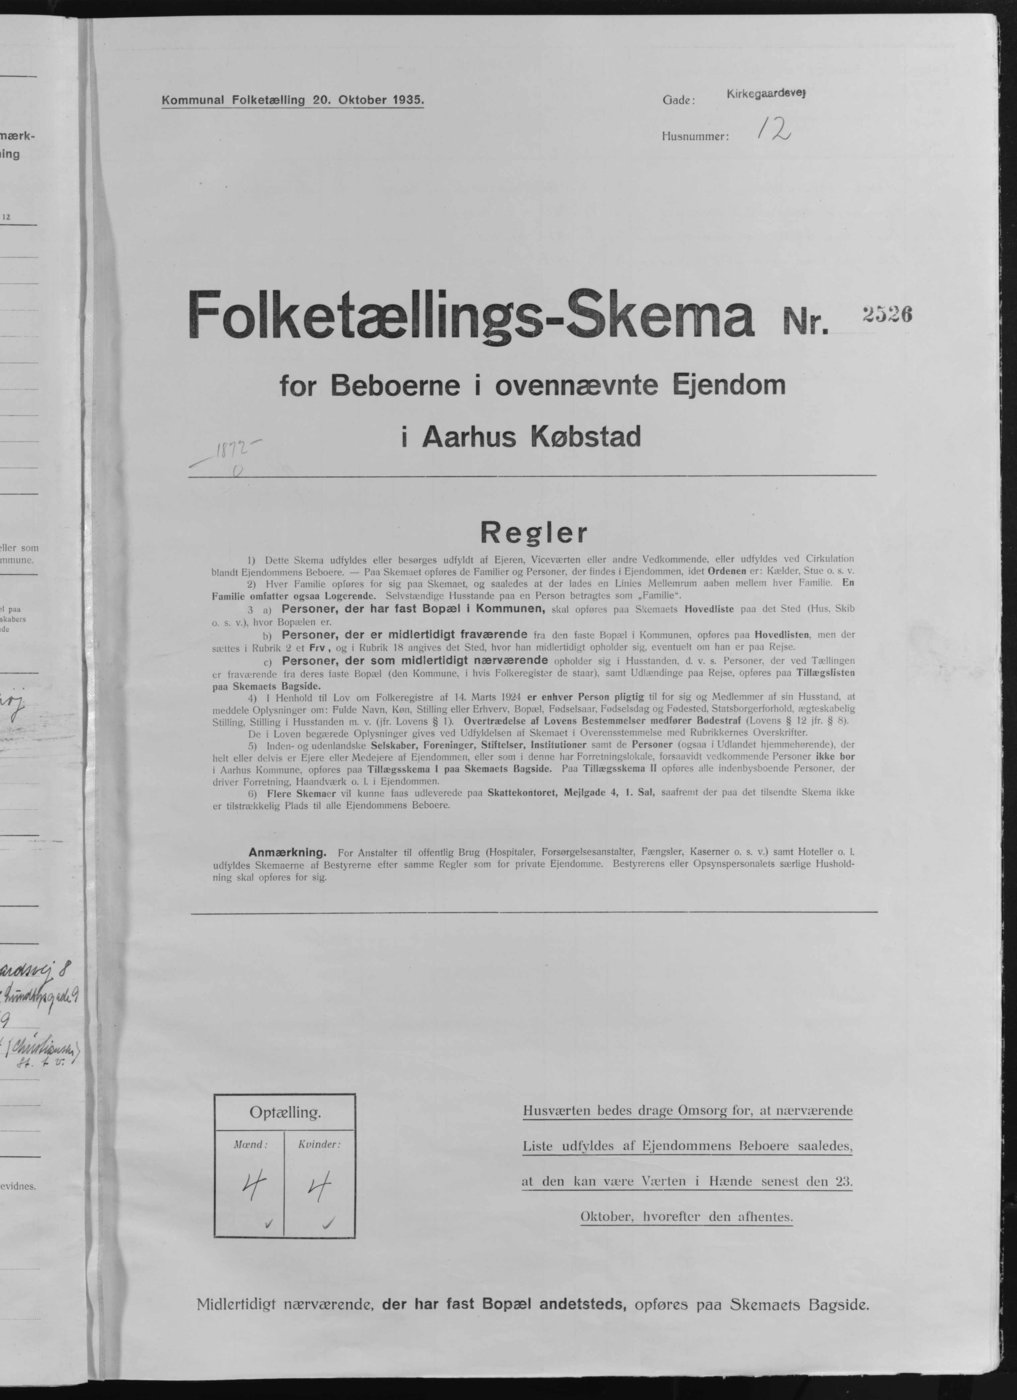 Kommunal Folketælling 20. Oktober 1935.
Gade: Kirkegaardsvej
Husnummer: 12
Folketællings-Skema Nr. 2526
for Beboerne i ovennævnte Ejendom
i Aarhus Købstad
1872-
0
Regler
1) Dette Skema udfyldes eller besørges udfyldt af Ejeren, Viceværten eller andre Vedkommende, eller udfyldes ved Cirkulation
blandt Ejendommens Beboere. — Paa Skemaet opføres de Familier og Personer, der findes i Ejendommen, idet Ordenen er: Kælder, Stue o. s. v.
2) Hver Familie opføres for sig paa Skemaet, og saaledes at der lades en Linies Mellemrum aaben mellem hver Familie. En
Familie omfatter ogsaa Logerende. Selvstændige Husstande paa en Person betragtes som „Familie".
3 a) Personer, der har fast Bopæl i Kommunen, skal opføres paa Skemaets Hovedliste paa det Sted (Hus, Skib
o. s. v.), hvor Bopælen er.
b) Personer, der er midlertidigt fraværende fra den faste Bopæl i Kommunen, opføres paa Hovedlisten, men der
sættes i Rubrik 2 et Frv, og i Rubrik 18 angives det Sted, hvor han midlertidigt opholder sig, eventuelt om han er paa Rejse.
c) Personer, der som midlertidigt nærværende opholder sig i Husstanden, d. v. s. Personer, der ved Tællingen
er fraværende fra deres faste Bopæl (den Kommune, i hvis Folkeregister de staar), samt Udlændinge paa Rejse, opføres paa Tillægslisten
paa Skemaets Bagside.
4) I Henhold til Lov om Folkeregistre af 14. Marts 1924 er enhver Person pligtig til for sig og Medlemmer af sin Husstand, at
meddele Oplysninger om: Fulde Navn, Køn, Stilling eller Erhverv, Bopæl, Fødselsaar, Fødselsdag og Fødested, Statsborgerforhold, ægteskabelig
Stilling, Stilling i Husstanden m. v. (jfr. Lovens § 1). Overtrædelse af Lovens Bestemmelser medfører Bødestraf (Lovens § 12 jfr. § 8).
De i Loven begærede Oplysninger gives ved Udfyldelsen af Skemaet i Overensstemmelse med Rubrikkernes Overskrifter.
5) Inden- og udenlandske Selskaber, Foreninger, Stiftelser, Institutioner samt de Personer (ogsaa i Udlandet hjemmehørende), der
helt eller delvis er Ejere eller Medejere af Ejendommen, eller som i denne har Forretningslokale, forsaavidt vedkommende Personer ikke bor
i Aarhus Kommune, opføres paa Tillægsskema I paa Skemaets Bagside. Paa Tillægsskema II opføres alle indenbysboende Personer, der
driver Forretning, Haandværk o. l. i Ejendommen.
6) Flere Skemaer vil kunne faas udleverede paa Skattekontoret, Mejlgade 4, 1. Sal, saafremt der paa det tilsendte Skema ikke
er tilstrækkelig Plads til alle Ejendommens Beboere.
Anmærkning. For Anstalter til offentlig Brug (Hospitaler, Forsørgelsesanstalter, Fængsler, Kaserner o. s. v.) samt Hoteller o. l.
udfyldes Skemaerne af Bestyrerne efter samme Regler som for private Ejendomme. Bestyrerens eller Opsynspersonalets særlige Hushold-
ning skal opføres for sig.
Optælling.
Mænd: Kvinder:
4 4
Husværten bedes drage Omsorg for, at nærværende
Liste udfyldes af Ejendommens Beboere saaledes,
at den kan være Værten i Hænde senest den 23.
Oktober, hvorefter den afhentes.
Midlertidigt nærværende, der har fast Bopæl andetsteds, opføres paa Skemaets Bagside.